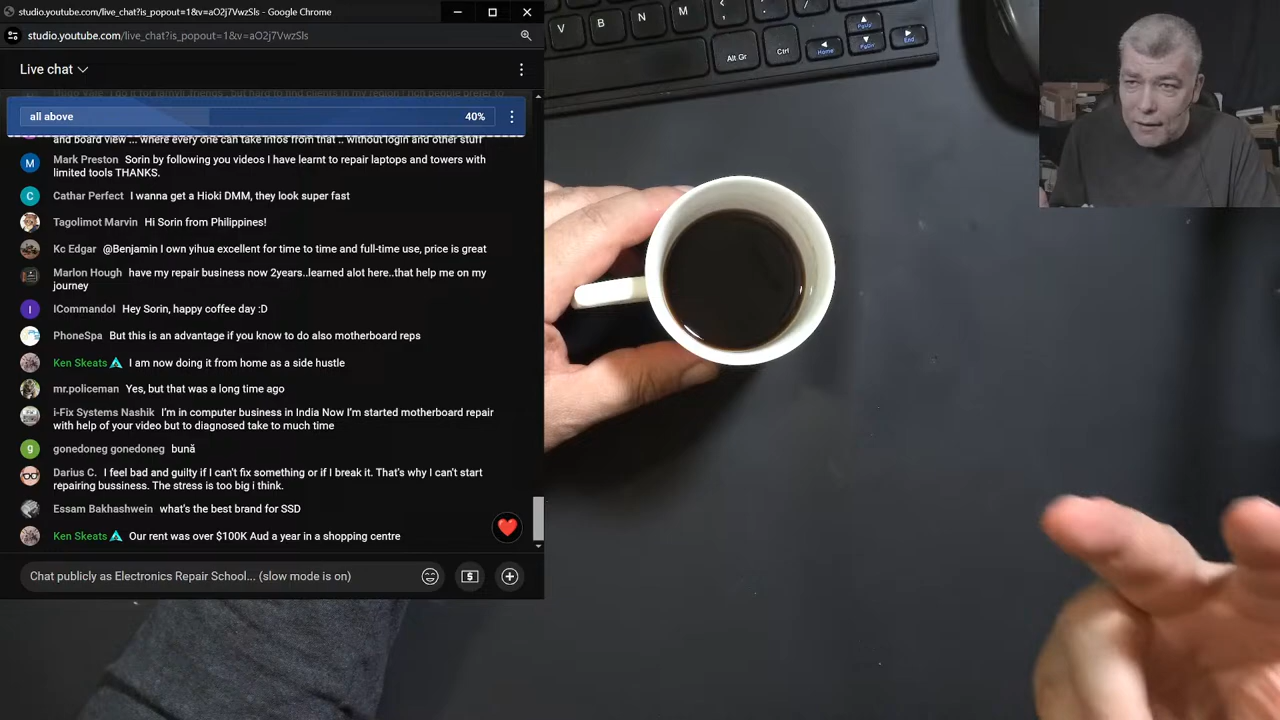 studio.youtube.com/live_chat?is_popout=1&v=aO2j7VwzSls - Google Chrome
studio.youtube.com/live_chat?is_popout=1&v=aO2j7VwzSls
Live chat
all above 40%
and board view ... where every one can take infos from that .. without login and other stuff
M Mark Preston Sorin by following you videos I have learnt to repair laptops and towers with
limited tools THANKS.
C Cathar Perfect I wanna get a Hioki DMM, they look super fast
Tagolimot Marvin Hi Sorin from Philippines!
Kc Edgar @Benjamin I own yihua excellent for time to time and full-time use, price is great
Marlon Hough have my repair business now 2years..learned alot here..that help me on my
journey
I ICommandol Hey Sorin, happy coffee day :D
PhoneSpa But this is an advantage if you know to do also motherboard reps
Ken Skeats I am now doing it from home as a side hustle
mr.policeman Yes, but that was a long time ago
i-Fix Systems Nashik I'm in computer business in India Now I'm started motherboard repair
with help of your video but to diagnosed take to much time
g gonedoneg gonedoneg bună
Darius C. I feel bad and guilty if I can't fix something or if I break it. That's why I can't start
repairing bussiness. The stress is too big i think.
Essam Bakhashwein what's the best brand for SSD
Ken Skeats Our rent was over $100K Aud a year in a shopping centre
Chat publicly as Electronics Repair School... (slow mode is on)
V B N M
Alt Gr Ctrl Home PgUp PgDn End